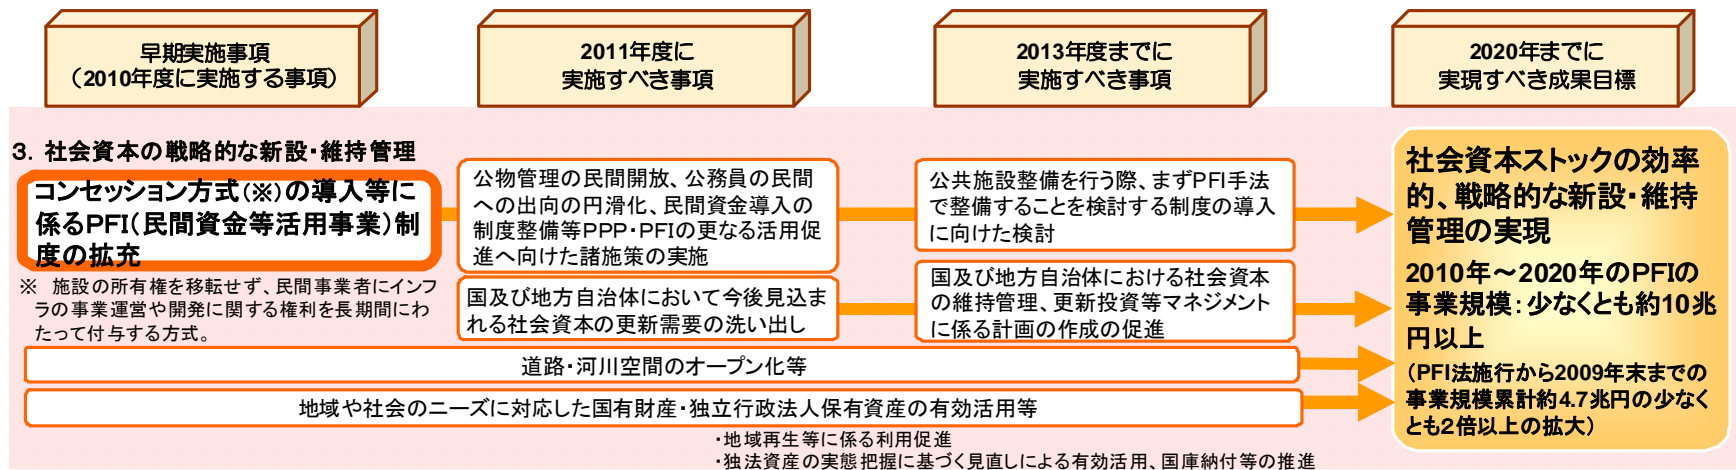 早期実施事項
（2010年度に実施する事項）
2011年度に
実施すべき事項
2013年度までに
実施すべき事項
2020年までに
実現すべき成果目標
3．社会資本の戦略的な新設・維持管理
コンセッション方式（※）の導入等に
係るPFI（民間資金等活用事業）制
度の拡充
※　施設の所有権を移転せず、民間事業者にインフ
ラの事業運営や開発に関する権利を長期間にわ
たって付与する方式。
公物管理の民間開放、公務員の民間
への出向の円滑化、民間資金導入の
制度整備等PPP・PFIの更なる活用促
進へ向けた諸施策の実施
国及び地方自治体において今後見込ま
れる社会資本の更新需要の洗い出し
公共施設整備を行う際、まずPFI手法
で整備することを検討する制度の導入
に向けた検討
国及び地方自治体における社会資本
の維持管理、更新投資等マネジメント
に係る計画の作成の促進
道路・河川空間のオープン化等
地域や社会のニーズに対応した国有財産・独立行政法人保有資産の有効活用等
・地域再生等に係る利用促進
・独法資産の実態把握に基づく見直しによる有効活用、国庫納付等の推進
社会資本ストックの効率
的、戦略的な新設・維持
管理の実現
2010年～2020年のPFIの
事業規模：少なくとも約10兆
円以上
（PFI法施行から2009年末までの
事業規模累計約4.7兆円の少なく
とも2倍以上の拡大）